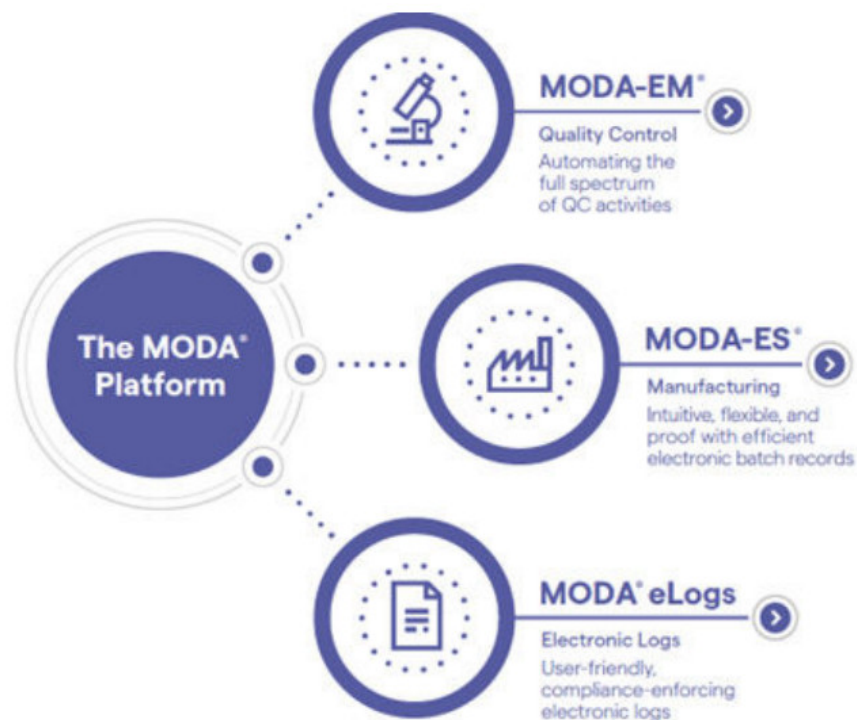 MODA-EM®
Quality Control
Automating the
full spectrum
of QC activities
The MODA®
Platform
MODA-ES®
Manufacturing
Intuitive, flexible, and
proof with efficient
electronic batch records
MODA® eLogs
Electronic Logs
User-friendly,
compliance-enforcing
electronic logs